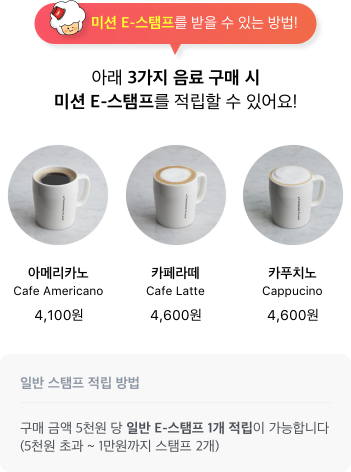 미션 E-스탬프를 받을 수 있는 방법!
아래 3가지 음료 구매 시
미션 E-스탬프를 적립할 수 있어요!
아메리카노
Cafe Americano
4,100원
카페라떼
Cafe Latte
4,600원
카푸치노
Cappucino
4,600원
일반 스탬프 적립 방법
구매 금액 5천원 당 일반 E-스탬프 1개 적립이 가능합니다
(5천원 초과 ~ 1만원까지 스탬프 2개)